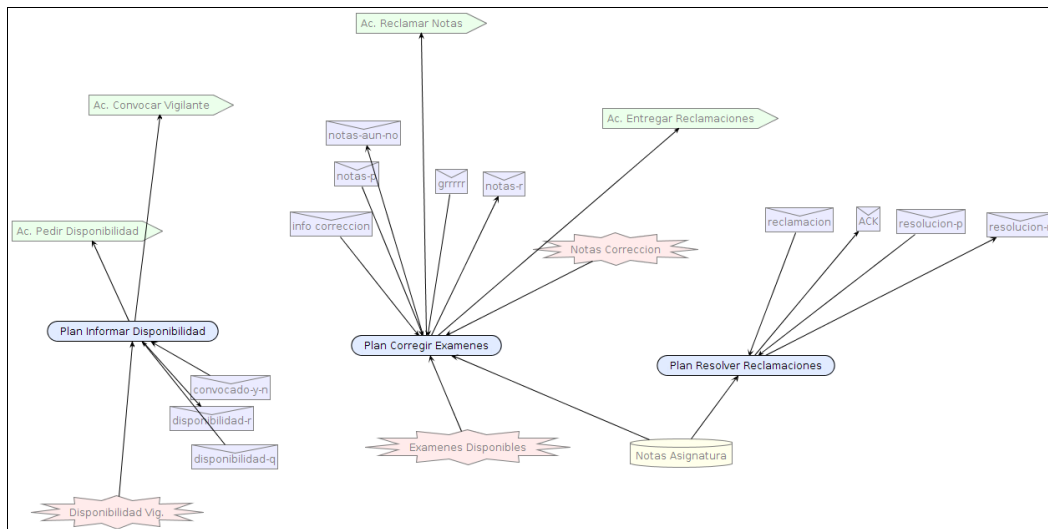 Ac. Reclamar Notas
Ac. Convocar Vigilante
Ac. Entregar Reclamaciones
notas-aun-no
notas-p
grrrrr
notas-r
info correccion
reclamacion
ACK
resolucion-p
Ac. Pedir Disponibilidad
Notas Correccion
Plan Informar Disponibilidad
Plan Corregir Examenes
Plan Resolver Reclamaciones
convocado-y-n
disponibilidad-r
disponibilidad-q
Examenes Disponibles
Notas Asignatura
Disponibilidad Vig.